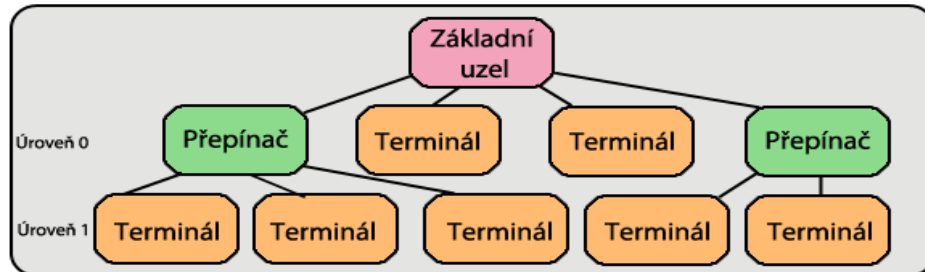 Základní
uzel
Úroveň 0
Přepínač
Terminál
Terminál
Přepínač
Úroveň 1
Terminál
Terminál
Terminál
Terminál
Terminál